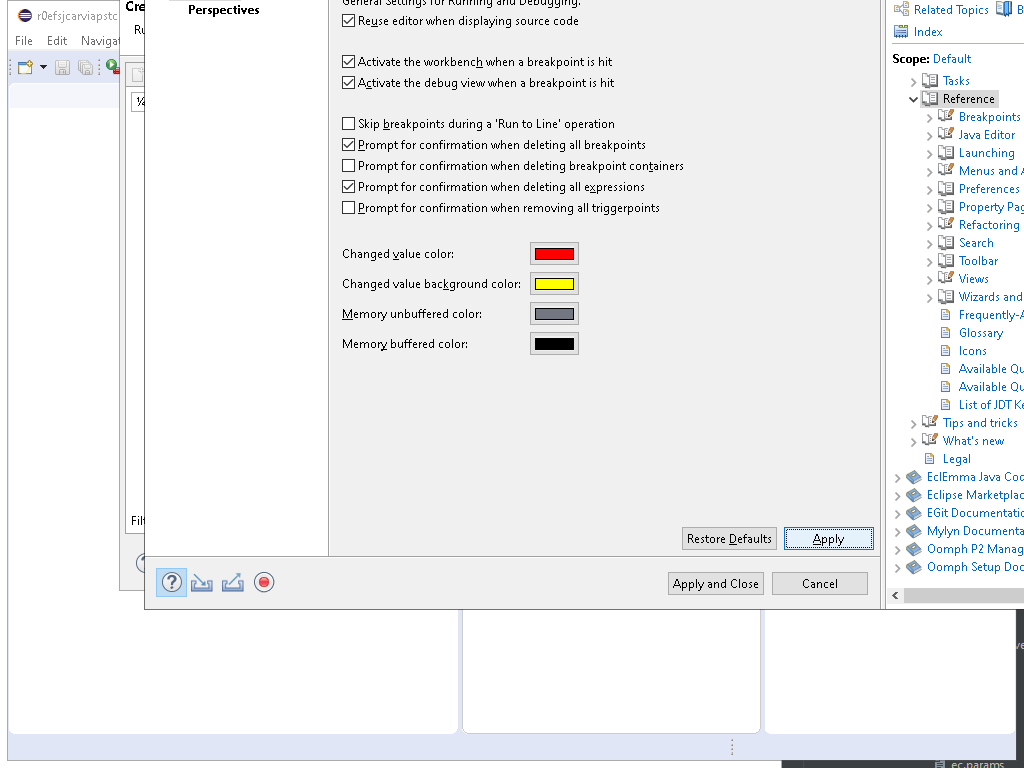 r0efsjcarviapstc
File Edit Navigat
Cre
Ru
¼
Filt
Perspectives
General Settings for Running and Debugging.
Reuse editor when displaying source code
Activate the workbench when a breakpoint is hit
Activate the debug view when a breakpoint is hit
Skip breakpoints during a 'Run to Line' operation
Prompt for confirmation when deleting all breakpoints
Prompt for confirmation when deleting breakpoint containers
Prompt for confirmation when deleting all expressions
Prompt for confirmation when removing all triggerpoints
Changed value color:
Changed value background color:
Memory unbuffered color:
Memory buffered color:
Restore Defaults Apply
Apply and Close Cancel
Related Topics B
Index
Scope: Default
Tasks
Reference
Breakpoints
Java Editor
Launching
Menus and A
Preferences
Property Pag
Refactoring
Search
Toolbar
Views
Wizards and
Frequently-A
Glossary
Icons
Available Qu
Available Qu
List of JDT Ke
Tips and tricks
What's new
Legal
EclEmma Java Coc
Eclipse Marketplac
EGit Documentatic
Mylyn Documenta
Oomph P2 Manag
Oomph Setup Doc
ve
ec.params